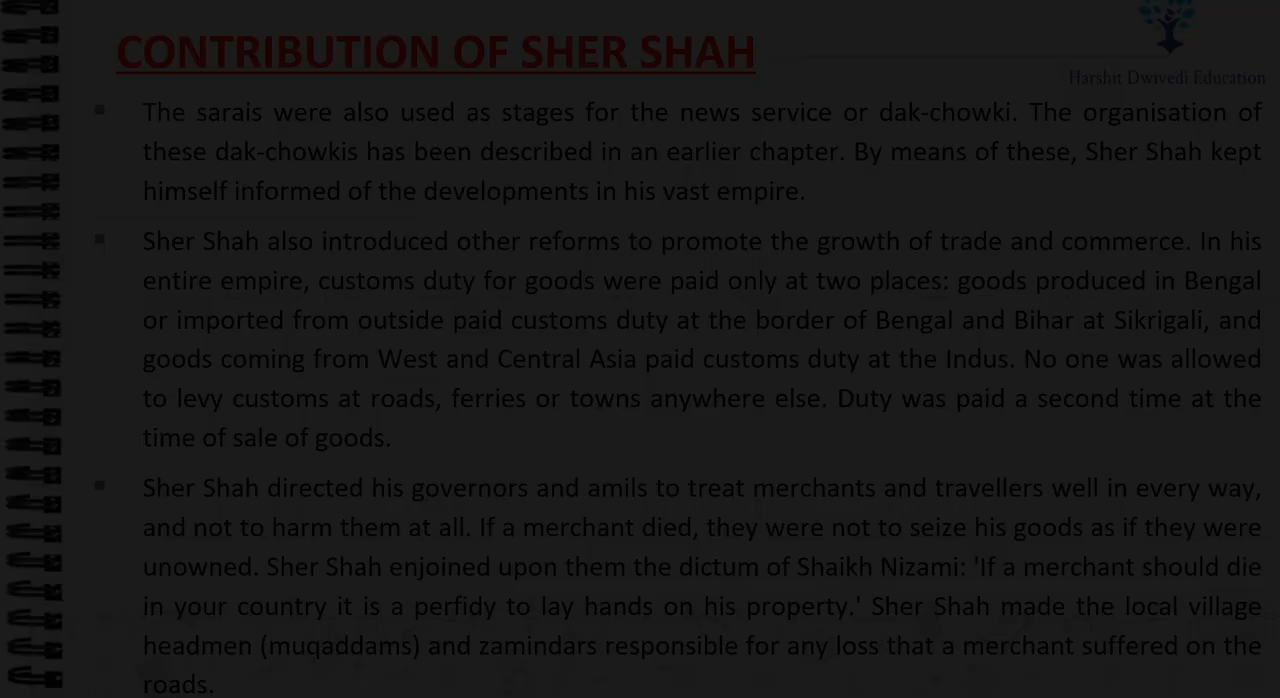 CONTRIBUTION OF SHER SHAH
Harshit Dwivedi Education
▪ The sarais were also used as stages for the news service or dak-chowki. The organisation of
these dak-chowkis has been described in an earlier chapter. By means of these, Sher Shah kept
himself informed of the developments in his vast empire.
▪ Sher Shah also introduced other reforms to promote the growth of trade and commerce. In his
entire empire, customs duty for goods were paid only at two places: goods produced in Bengal
or imported from outside paid customs duty at the border of Bengal and Bihar at Sikrigali, and
goods coming from West and Central Asia paid customs duty at the Indus. No one was allowed
to levy customs at roads, ferries or towns anywhere else. Duty was paid a second time at the
time of sale of goods.
▪ Sher Shah directed his governors and amils to treat merchants and travellers well in every way,
and not to harm them at all. If a merchant died, they were not to seize his goods as if they were
unowned. Sher Shah enjoined upon them the dictum of Shaikh Nizami: 'If a merchant should die
in your country it is a perfidy to lay hands on his property.' Sher Shah made the local village
headmen (muqaddams) and zamindars responsible for any loss that a merchant suffered on the
roads.